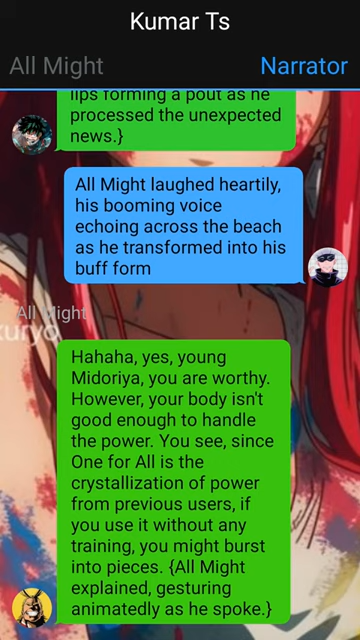 Kumar Ts
All Might
Narrator
lips forming a pout as he
processed the unexpected
news.}
All Might laughed heartily,
his booming voice
echoing across the beach
as he transformed into his
buff form
All Might
kuryo
Hahaha, yes, young
Midoriya, you are worthy.
However, your body isn't
good enough to handle
the power. You see, since
One for All is the
crystallization of power
from previous users, if
you use it without any
training, you might burst
into pieces. {All Might
explained, gesturing
animatedly as he spoke.}